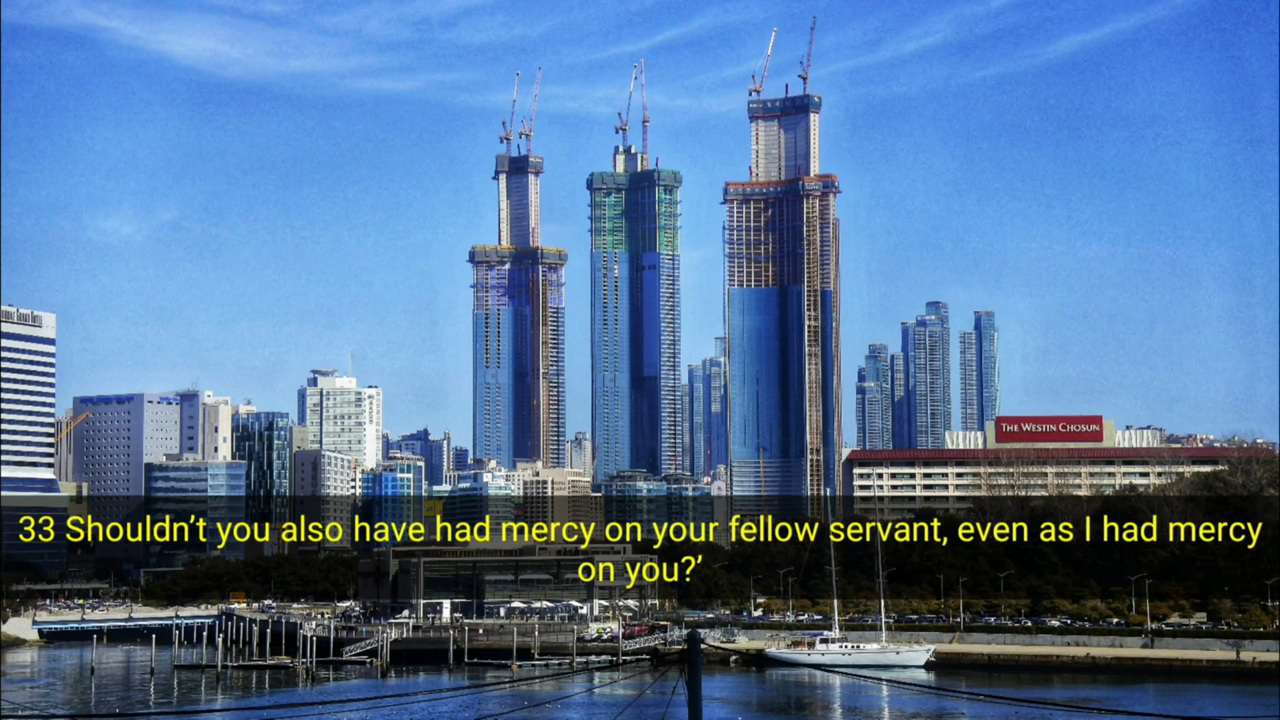 THE WESTIN CHOSUN
33 Shouldn’t you also have had mercy on your fellow servant, even as I had mercy
on you?’